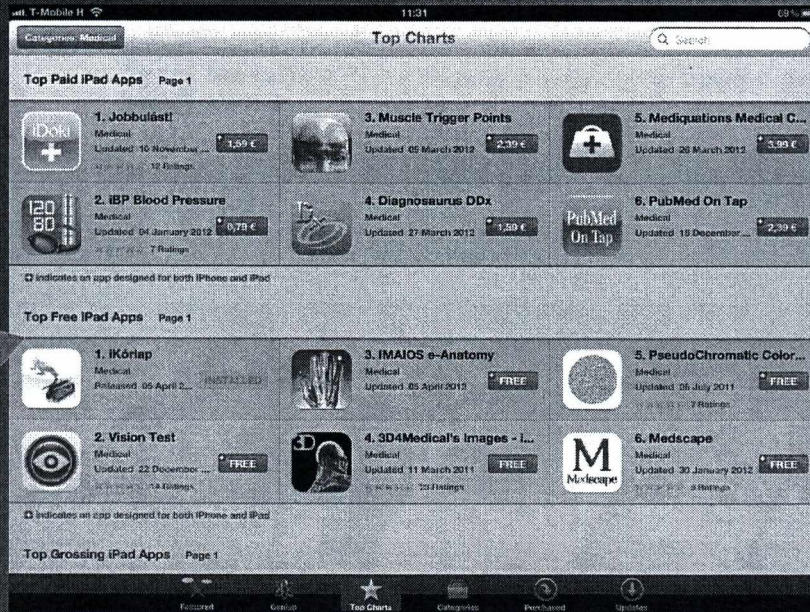 T-Mobile H
11:31
69%
Categories: Medical
Top Charts
Search
Top Paid iPad Apps Page 1
iDoki
1. Jobbulást!
Medical
Updated 10 November ...
1,59 €
12 Ratings
3. Muscle Trigger Points
Medical
Updated 05 March 2012
2,39 €
5. Mediquations Medical C...
Medical
Updated 26 March 2012
3,99 €
120
80
2. iBP Blood Pressure
Medical
Updated 04 January 2012
0,79 €
7 Ratings
Dx
4. Diagnosaurus DDx
Medical
Updated 27 March 2012
1,59 €
PubMed
On Tap
6. PubMed On Tap
Medical
Updated 15 December ...
2,39 €
indicates an app designed for both iPhone and iPad
Top Free iPad Apps Page 1
1. iKórlap
Medical
Released 05 April 2...
INSTALLED
3. IMAIOS e-Anatomy
Medical
Updated 05 April 2012
FREE
5. PseudoChromatic Color...
Medical
Updated 26 July 2011
FREE
7 Ratings
2. Vision Test
Medical
Updated 22 December ...
FREE
14 Ratings
3D
4. 3D4Medical's Images - i...
Medical
Updated 11 March 2011
FREE
Ratings
M
Medscape
6. Medscape
Medical
Updated 30 January 2012
FREE
Ratings
indicates an app designed for both iPhone and iPad
Top Grossing iPad Apps Page 1
Featured
Genius
Top Charts
Categories
Purchased
Updates